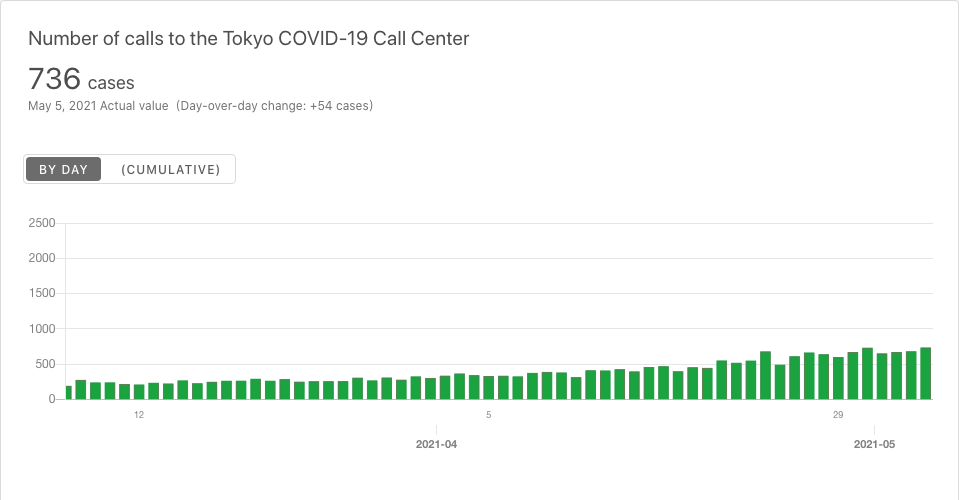 Number of calls to the Tokyo COVID-19 Call Center
736 cases
May 5, 2021 Actual value (Day-over-day change: +54 cases)
BY DAY (CUMULATIVE)
2500
2000
1500
1000
500
0
12 5 29
2021-04 2021-05